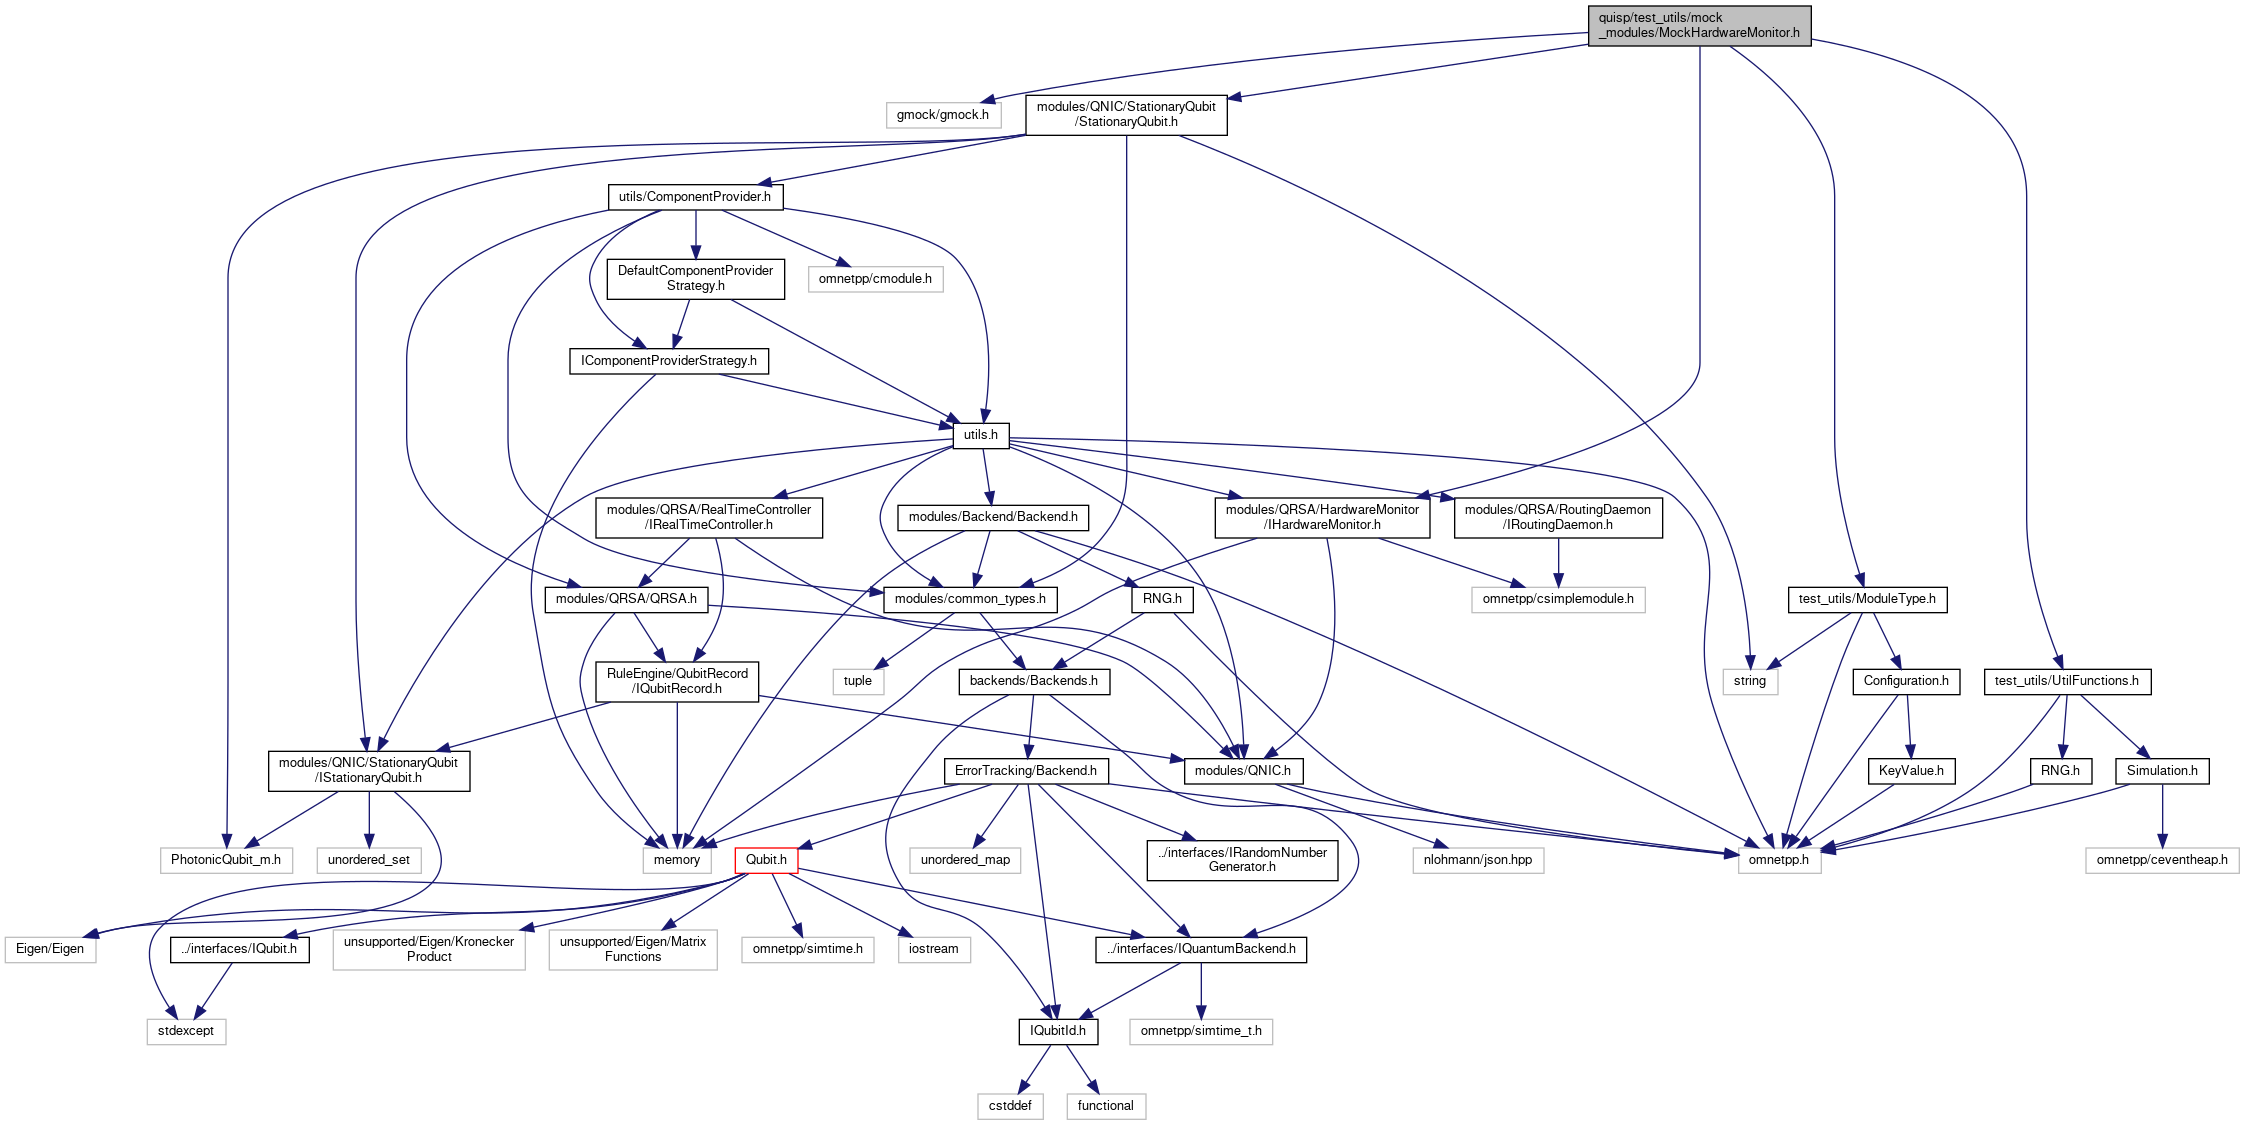 quisp/test_utils/mock
_modules/MockHardwareMonitor.h
gmock/gmock.h
modules/QNIC/StationaryQubit
/StationaryQubit.h
utils/ComponentProvider.h
DefaultComponentProvider
Strategy.h
omnetpp/cmodule.h
IComponentProviderStrategy.h
utils.h
modules/QRSA/RealTimeController
/IRealTimeController.h
modules/Backend/Backend.h
modules/QRSA/HardwareMonitor
/IHardwareMonitor.h
modules/QRSA/RoutingDaemon
/IRoutingDaemon.h
modules/QRSA/QRSA.h
modules/common_types.h
RNG.h
omnetpp/csimplemodule.h
test_utils/ModuleType.h
RuleEngine/QubitRecord
/IQubitRecord.h
tuple
backends/Backends.h
string
Configuration.h
test_utils/UtilFunctions.h
modules/QNIC/StationaryQubit
/IStationaryQubit.h
ErrorTracking/Backend.h
modules/QNIC.h
KeyValue.h
RNG.h
Simulation.h
PhotonicQubit_m.h
unordered_set
memory
Qubit.h
unordered_map
../interfaces/IRandomNumber
Generator.h
nlohmann/json.hpp
omnetpp.h
omnetpp/ceventheap.h
Eigen/Eigen
../interfaces/IQubit.h
unsupported/Eigen/Kronecker
Product
unsupported/Eigen/Matrix
Functions
omnetpp/simtime.h
iostream
../interfaces/IQuantumBackend.h
stdexcept
IQubitId.h
omnetpp/simtime_t.h
cstddef
functional